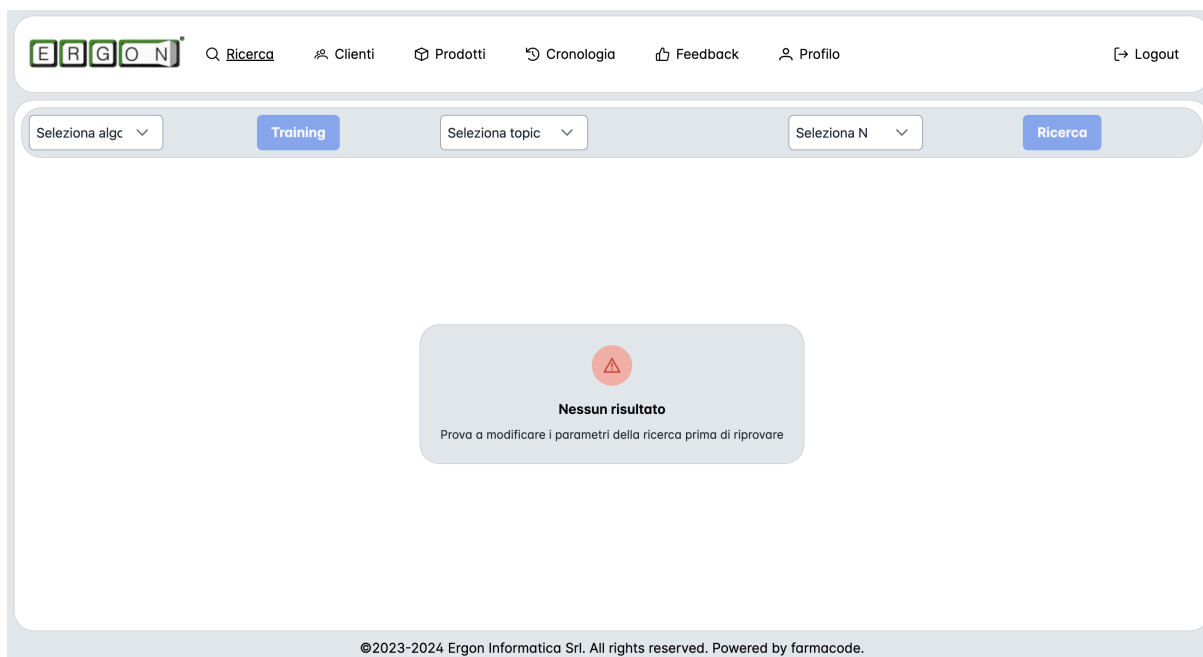 ERGON
Ricerca
Clienti
Prodotti
Cronologia
Feedback
Profilo
Logout
Seleziona algc
Training
Seleziona topic
Seleziona N
Ricerca
Nessun risultato
Prova a modificare i parametri della ricerca prima di riprovare
©2023-2024 Ergon Informatica Srl. All rights reserved. Powered by farmacode.